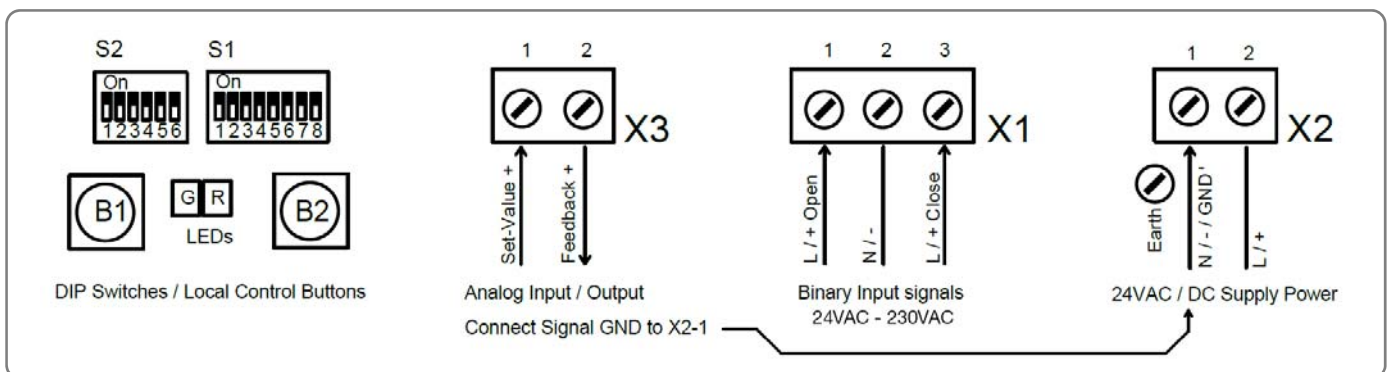 S2
On
123456
S1
On
12345678
B1
G R
LEDs
B2
DIP Switches / Local Control Buttons
1 2
X3
Set-Value +
Feedback +
Analog Input / Output
Connect Signal GND to X2-1
1 2 3
X1
L / + Open
N / -
L / + Close
Binary Input signals
24VAC - 230VAC
1 2
X2
Earth
N / - / GND'
L / +
24VAC / DC Supply Power